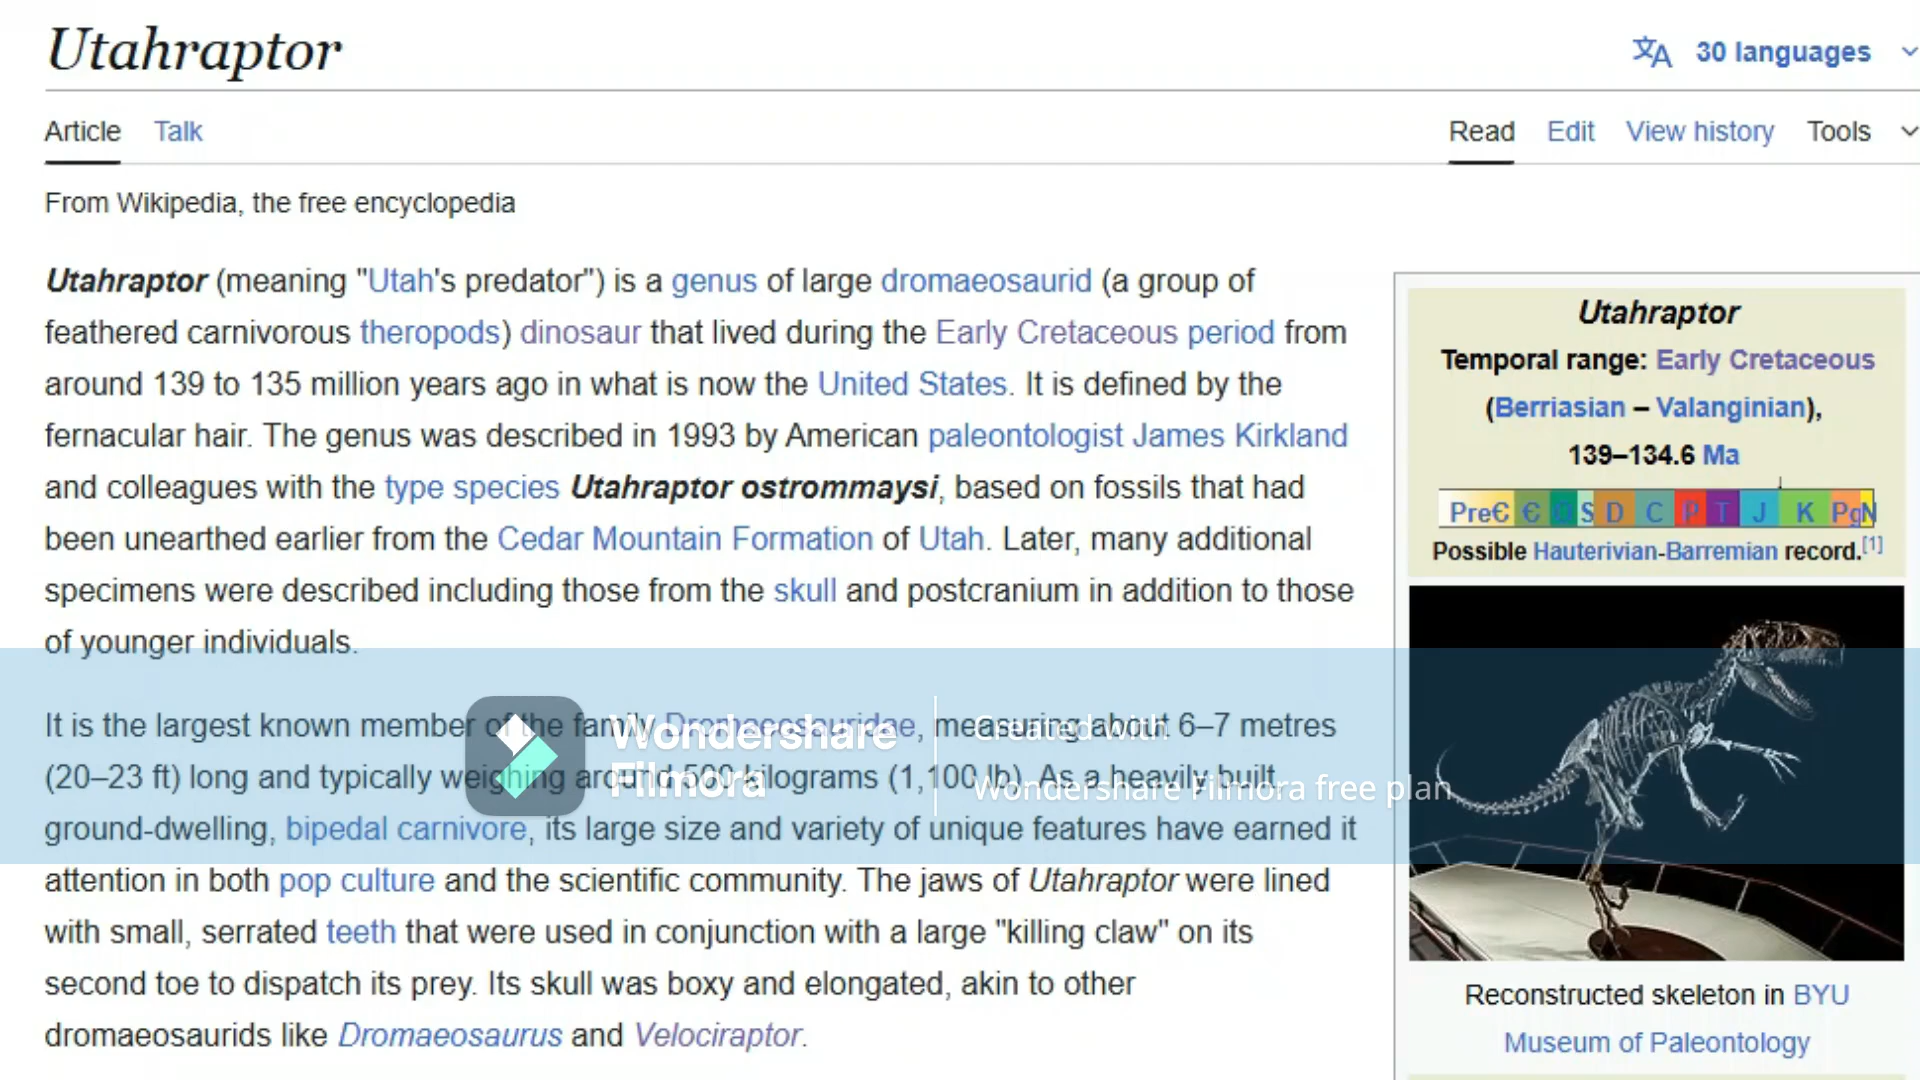 Utahraptor
30 languages
Article Talk
Read Edit View history Tools
From Wikipedia, the free encyclopedia
Utahraptor (meaning "Utah's predator") is a genus of large dromaeosaurid (a group of
feathered carnivorous theropods) dinosaur that lived during the Early Cretaceous period from
around 139 to 135 million years ago in what is now the United States. It is defined by the
fernacular hair. The genus was described in 1993 by American paleontologist James Kirkland
and colleagues with the type species Utahraptor ostrommaysi, based on fossils that had
been unearthed earlier from the Cedar Mountain Formation of Utah. Later, many additional
specimens were described including those from the skull and postcranium in addition to those
of younger individuals.
It is the largest known member of the family Dromaeosauridae, measuring about 6–7 metres
(20–23 ft) long and typically weighing around 500 kilograms (1,100 lb). As a heavily built,
ground-dwelling, bipedal carnivore, its large size and variety of unique features have earned it
attention in both pop culture and the scientific community. The jaws of Utahraptor were lined
with small, serrated teeth that were used in conjunction with a large "killing claw" on its
second toe to dispatch its prey. Its skull was boxy and elongated, akin to other
dromaeosaurids like Dromaeosaurus and Velociraptor.
Utahraptor
Temporal range: Early Cretaceous
(Berriasian – Valanginian),
139–134.6 Ma
↓
PreꞒ Ꞓ O S D C P T J K Pg N
Possible Hauterivian-Barremian record.[1]
Reconstructed skeleton in BYU
Museum of Paleontology
Wondershare
Filmora
Created with
Wondershare Filmora free plan